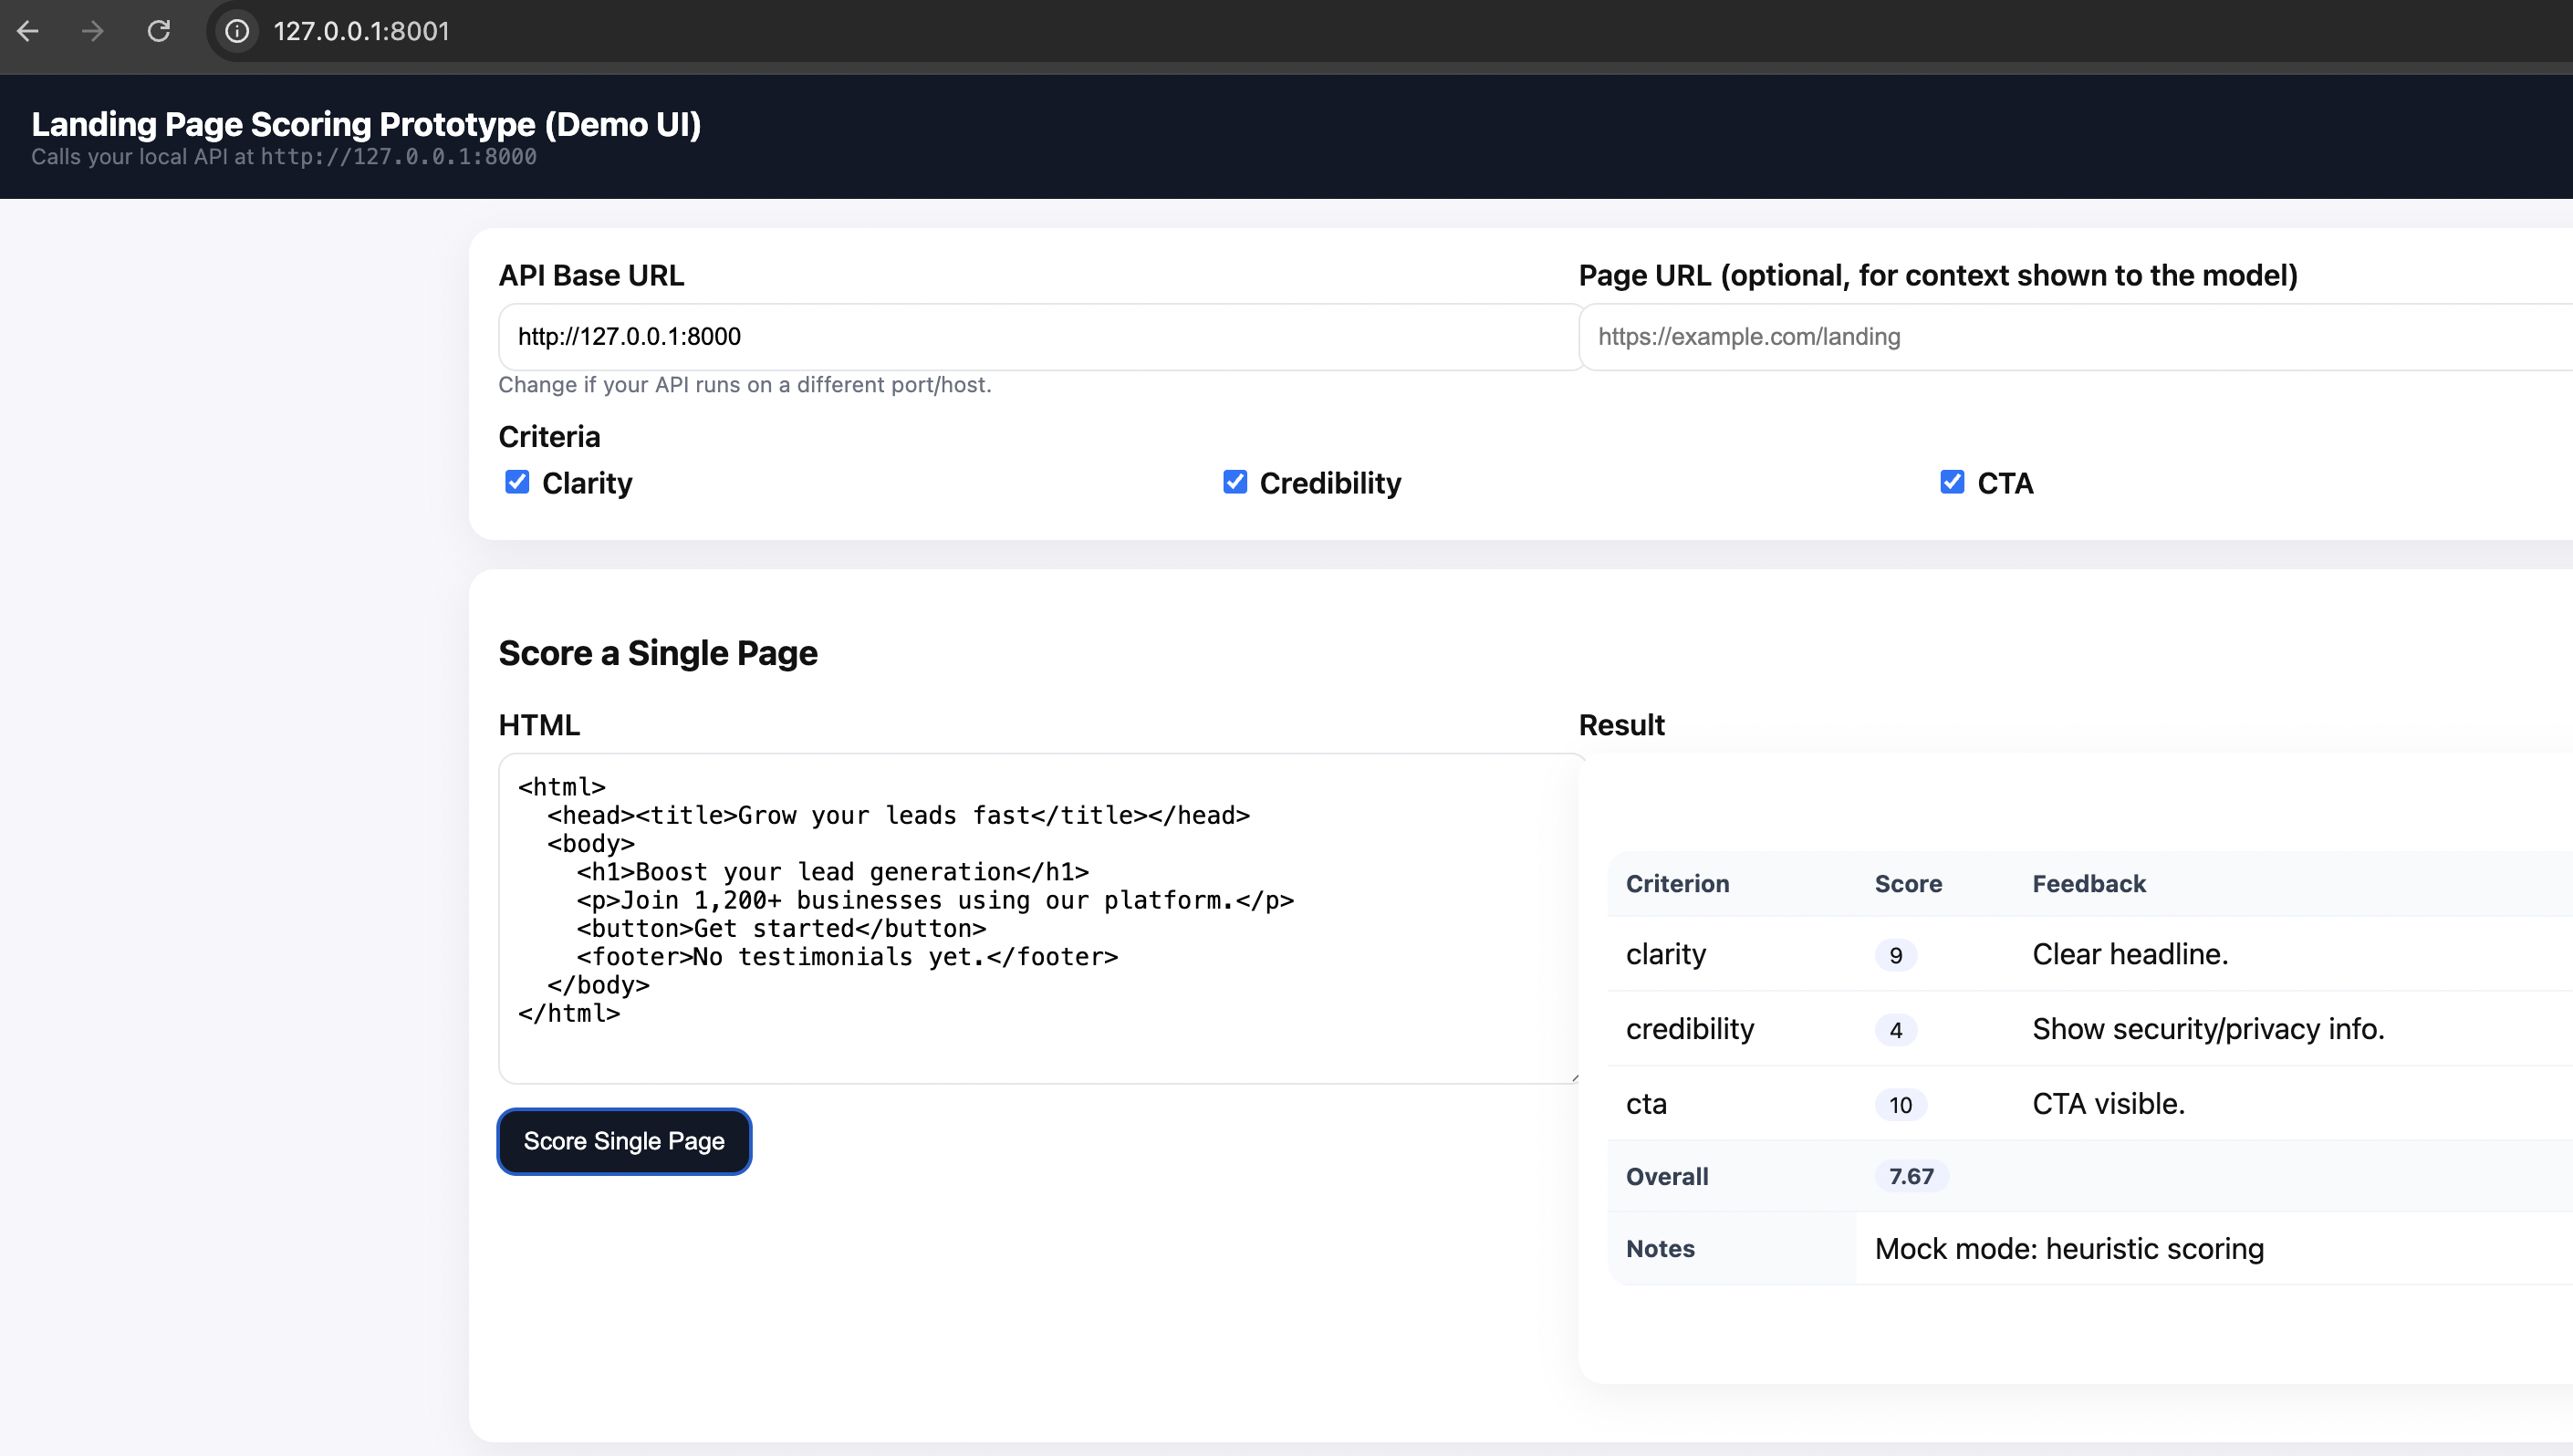 127.0.0.1:8001
Landing Page Scoring Prototype (Demo UI)
Calls your local API at http://127.0.0.1:8000
API Base URL
http://127.0.0.1:8000
Change if your API runs on a different port/host.
Page URL (optional, for context shown to the model)
https://example.com/landing
Criteria
Clarity
Credibility
CTA
Score a Single Page
HTML
<html>
  <head><title>Grow your leads fast</title></head>
  <body>
    <h1>Boost your lead generation</h1>
    <p>Join 1,200+ businesses using our platform.</p>
    <button>Get started</button>
    <footer>No testimonials yet.</footer>
  </body>
</html>
Score Single Page
Result
Criterion Score Feedback
clarity 9 Clear headline.
credibility 4 Show security/privacy info.
cta 10 CTA visible.
Overall 7.67
Notes Mock mode: heuristic scoring